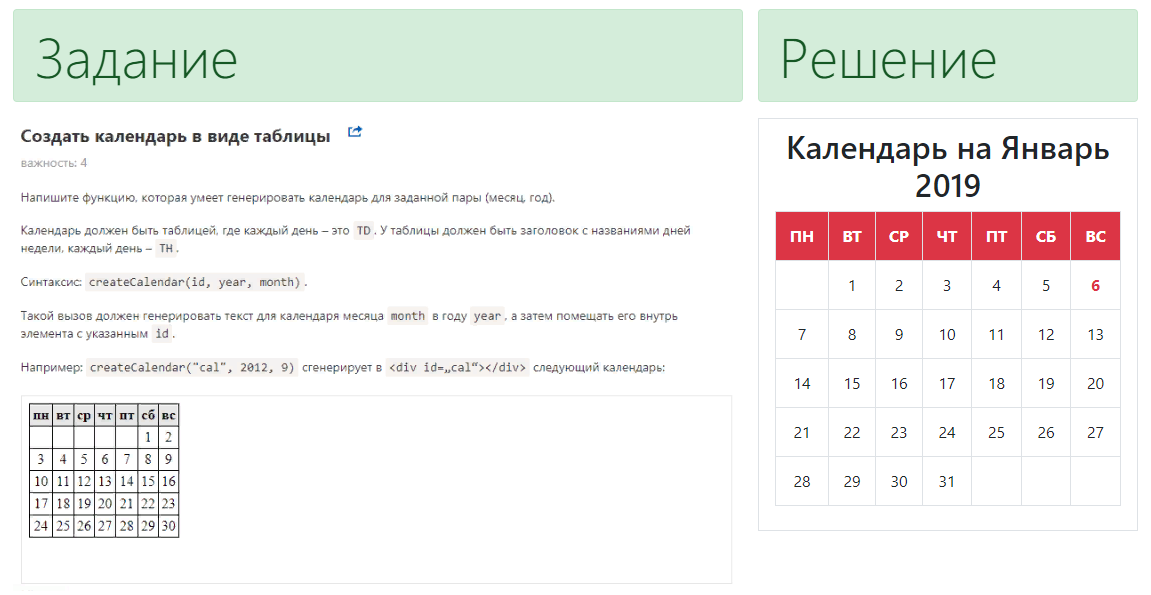 Задание
Создать календарь в виде таблицы
важность: 4
Напишите функцию, которая умеет генерировать календарь для заданной пары (месяц, год).
Календарь должен быть таблицей, где каждый день – это TD. У таблицы должен быть заголовок с названиями дней
недели, каждый день – TH.
Синтаксис: createCalendar(id, year, month).
Такой вызов должен генерировать текст для календаря месяца month в году year, а затем помещать его внутрь
элемента с указанным id.
Например: createCalendar("cal", 2012, 9) сгенерирует в <div id=„cal“></div> следующий календарь:
пн вт ср чт пт сб вс
1 2
3 4 5 6 7 8 9
10 11 12 13 14 15 16
17 18 19 20 21 22 23
24 25 26 27 28 29 30
Решение
Календарь на Январь
2019
ПН ВТ СР ЧТ ПТ СБ ВС
1 2 3 4 5 6
7 8 9 10 11 12 13
14 15 16 17 18 19 20
21 22 23 24 25 26 27
28 29 30 31